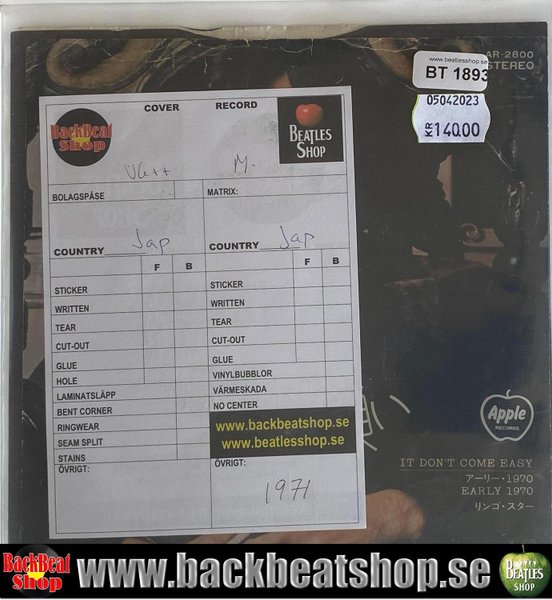 AR-2800
STEREO
www.beatlesshop.se
BT 1893
05042023
KR 140.00
COVER
RECORD
BackBeat
Shop
BEATLES
SHOP
VG++
M-
BOLAGSPÅSE
MATRIX:
COUNTRY Jap
COUNTRY Jap
F B
F B
STICKER
WRITTEN
TEAR
CUT-OUT
GLUE
HOLE
LAMINATSLÄPP
BENT CORNER
RINGWEAR
SEAM SPLIT
STAINS
ÖVRIGT:
STICKER
WRITTEN
TEAR
CUT-OUT
GLUE
VINYLBUBBLOR
VÄRMESKADA
NO CENTER
www.backbeatshop.se
www.beatlesshop.se
ÖVRIGT:
1971
Apple
RECORDS
IT DON'T COME EASY
アーリー・1970
EARLY 1970
リンゴ・スター
BackBeat
Shop
www.backbeatshop.se
BEATLES
SHOP